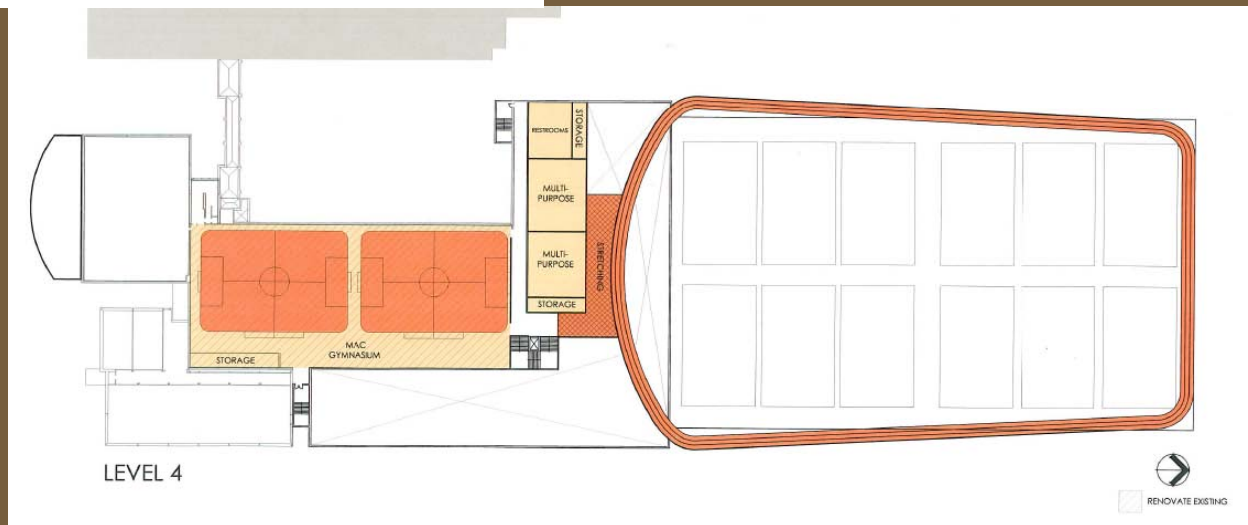 RESTROOMS
STORAGE
MULTI-
PURPOSE
MULTI-
PURPOSE
STRETCHING
STORAGE
MAC
GYMNASIUM
STORAGE
LEVEL 4
RENOVATE EXISTING